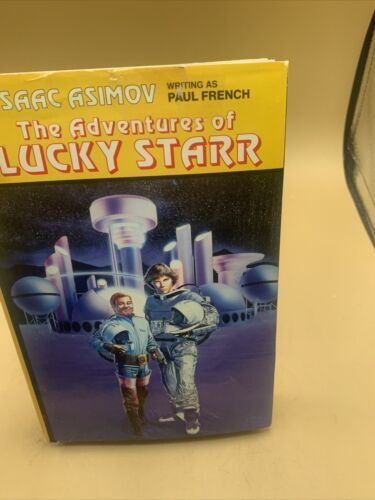 SAAC ASIMOV
WRITING AS
PAUL FRENCH
The Adventures of
LUCKY STARR